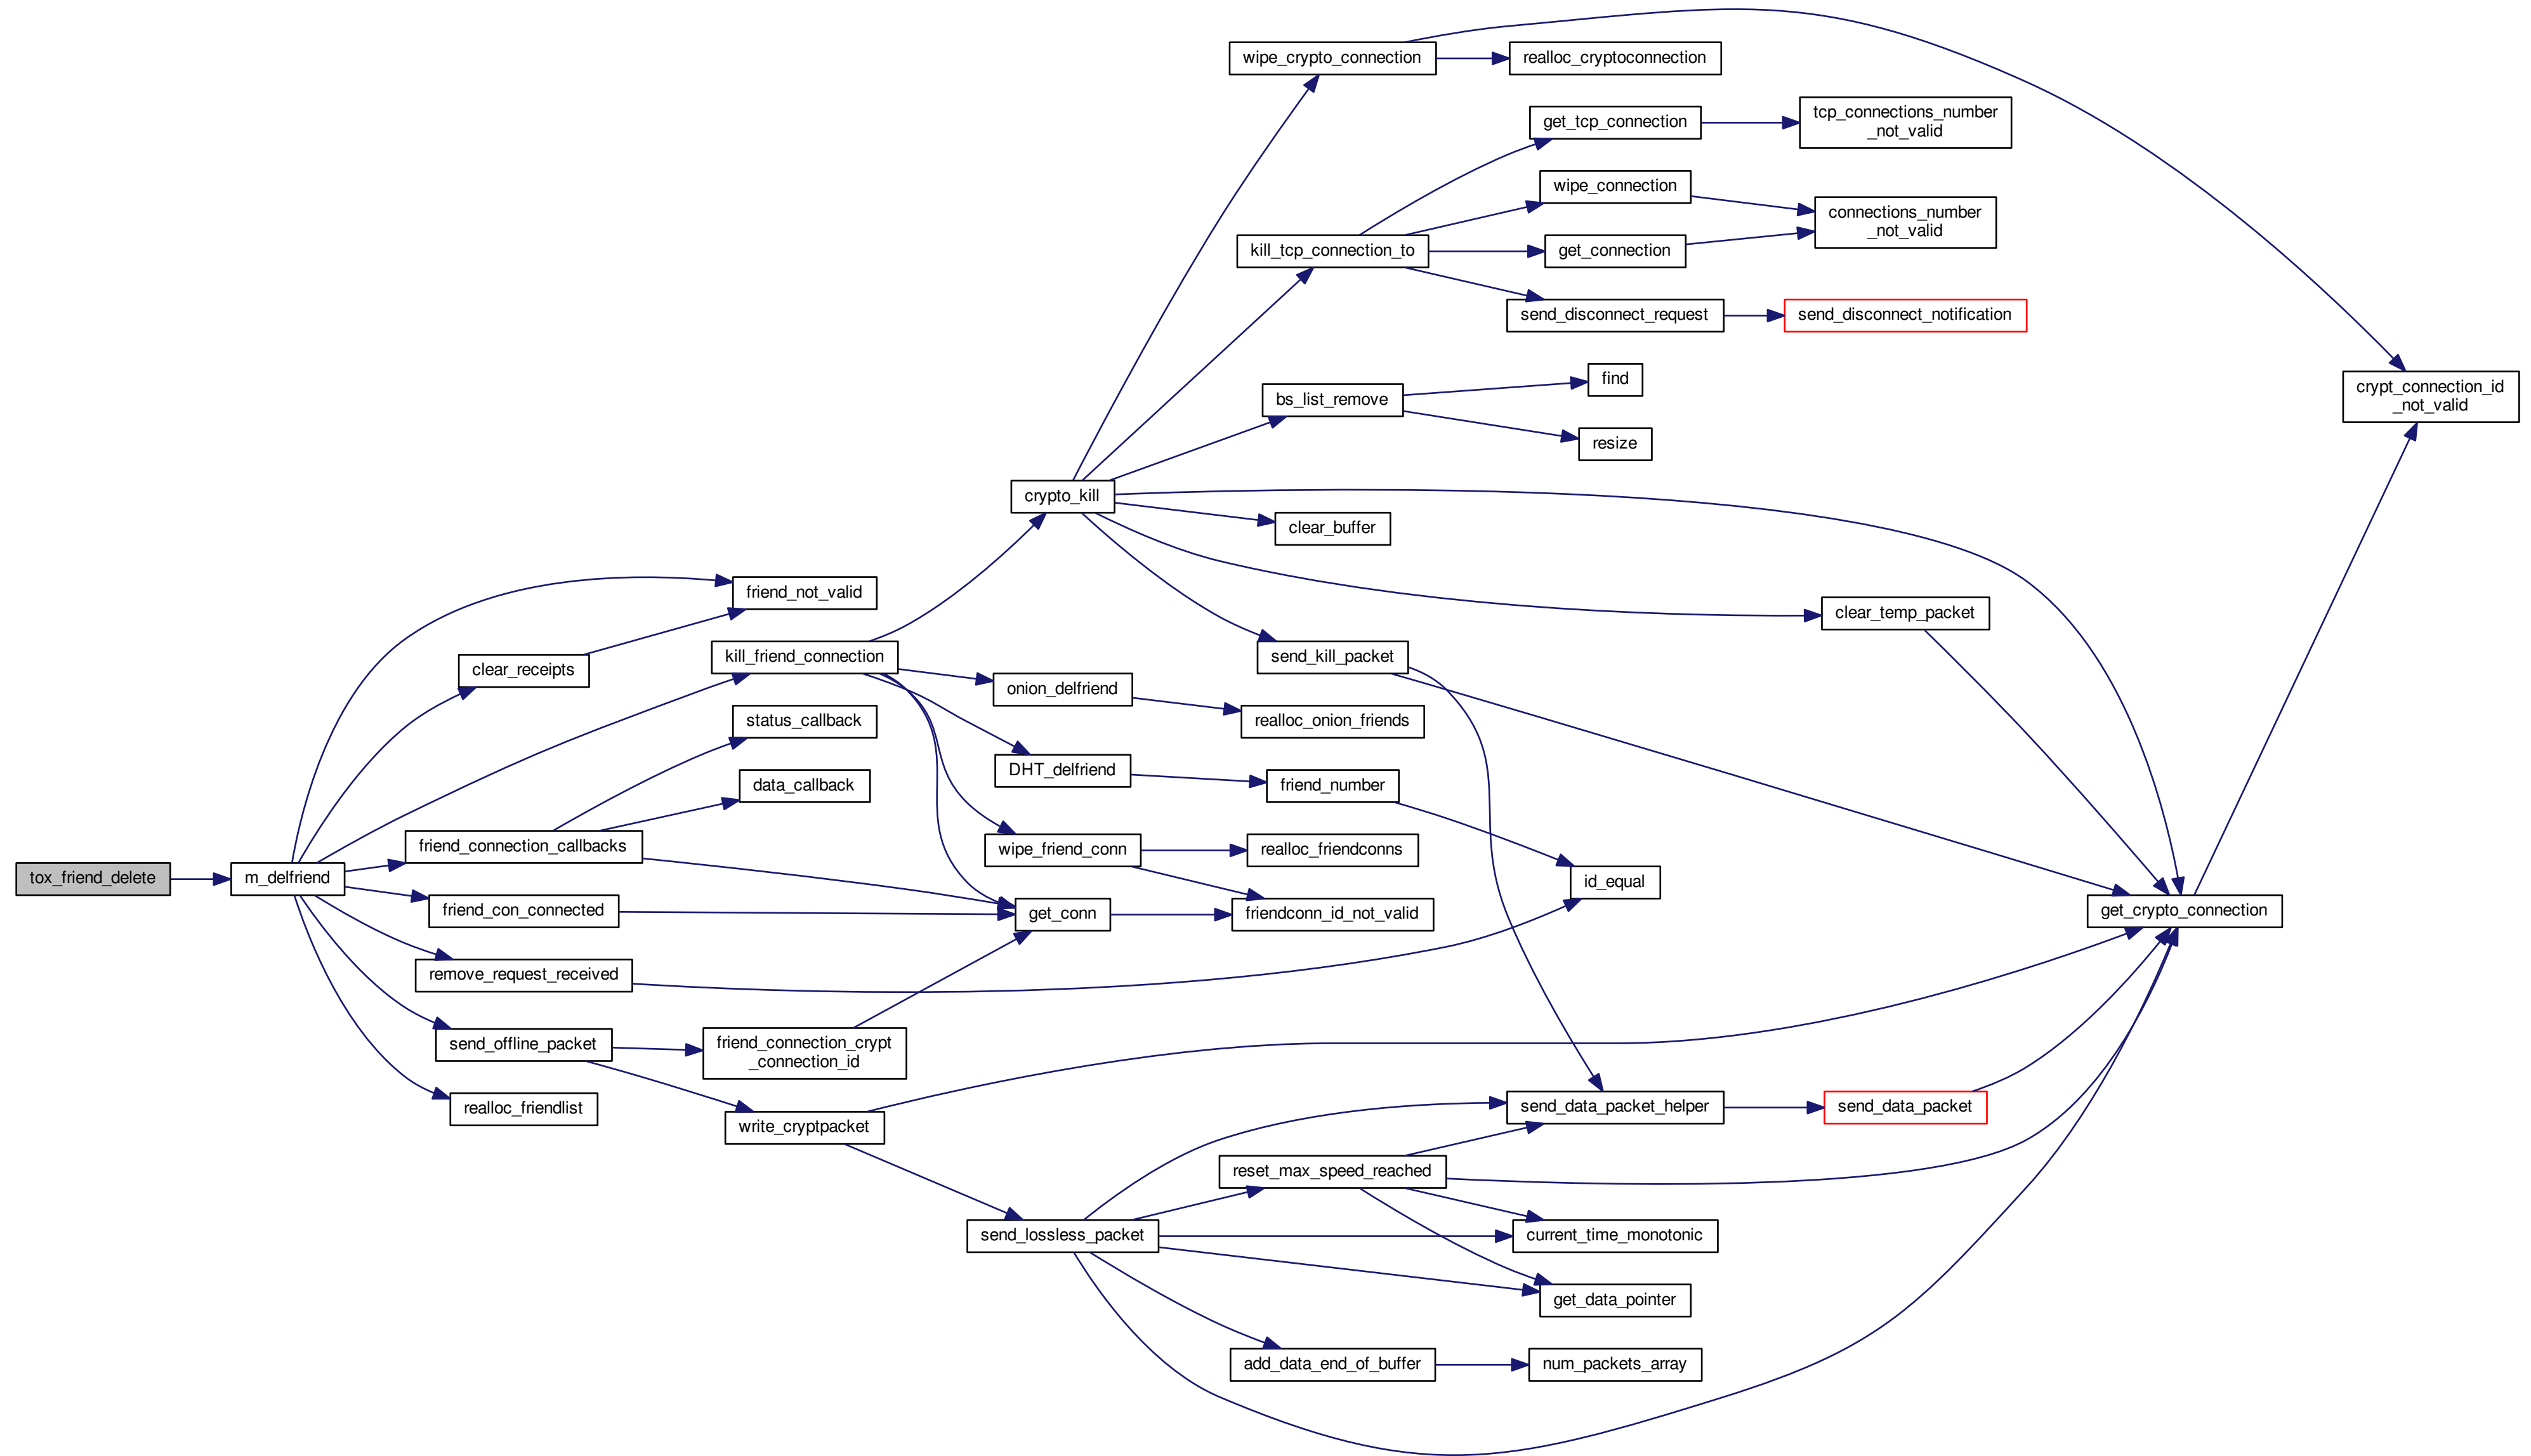 wipe_crypto_connection
realloc_cryptoconnection
get_tcp_connection
tcp_connections_number
_not_valid
wipe_connection
connections_number
_not_valid
kill_tcp_connection_to
get_connection
send_disconnect_request
send_disconnect_notification
find
bs_list_remove
crypt_connection_id
_not_valid
resize
crypto_kill
clear_buffer
friend_not_valid
clear_temp_packet
clear_receipts
kill_friend_connection
send_kill_packet
onion_delfriend
status_callback
realloc_onion_friends
DHT_delfriend
data_callback
friend_number
friend_connection_callbacks
wipe_friend_conn
realloc_friendconns
tox_friend_delete
m_delfriend
id_equal
friend_con_connected
get_conn
friendconn_id_not_valid
get_crypto_connection
remove_request_received
send_offline_packet
friend_connection_crypt
_connection_id
realloc_friendlist
write_cryptpacket
send_data_packet_helper
send_data_packet
reset_max_speed_reached
send_lossless_packet
current_time_monotonic
get_data_pointer
add_data_end_of_buffer
num_packets_array